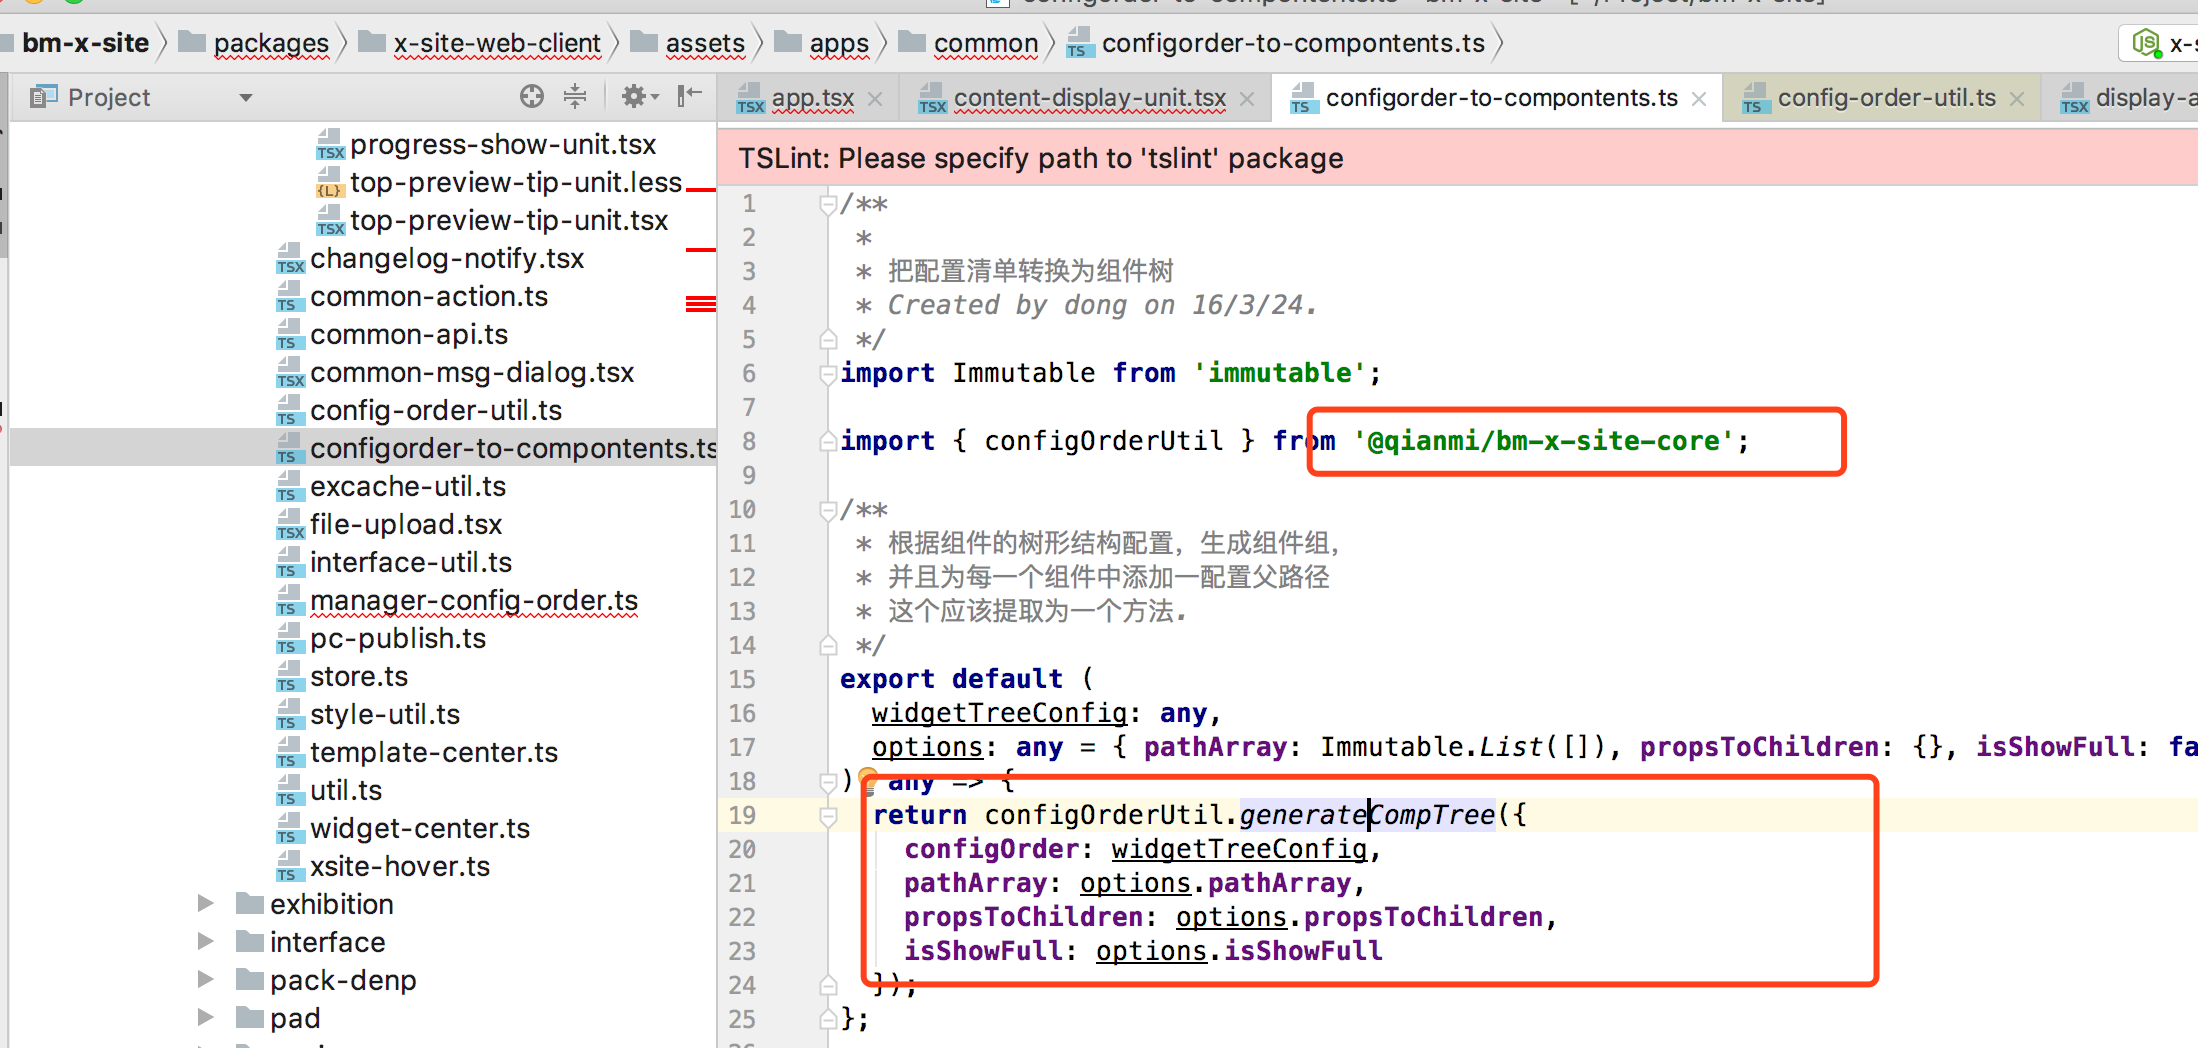 bm-x-site packages x-site-web-client assets apps common configorder-to-compontents.ts
Project
app.tsx content-display-unit.tsx configorder-to-compontents.ts config-order-util.ts
TSLint: Please specify path to 'tslint' package
progress-show-unit.tsx
top-preview-tip-unit.less
top-preview-tip-unit.tsx
changelog-notify.tsx
common-action.ts
common-api.ts
common-msg-dialog.tsx
config-order-util.ts
configorder-to-compontents.ts
excache-util.ts
file-upload.tsx
interface-util.ts
manager-config-order.ts
pc-publish.ts
store.ts
style-util.ts
template-center.ts
util.ts
widget-center.ts
xsite-hover.ts
exhibition
interface
pack-denp
pad
1 /**
2 *
3 * 把配置清单转换为组件树
4 * Created by dong on 16/3/24.
5 */
6 import Immutable from 'immutable';
7
8 import { configOrderUtil } from '@qianmi/bm-x-site-core';
9
10 /**
11 * 根据组件的树形结构配置，生成组件组，
12 * 并且为每一个组件中添加一配置父路径
13 * 这个应该提取为一个方法.
14 */
15 export default (
16 widgetTreeConfig: any,
17 options: any = { pathArray: Immutable.List([]), propsToChildren: {}, isShowFull: fa
18 ) any => {
19 return configOrderUtil.generateCompTree({
20 configOrder: widgetTreeConfig,
21 pathArray: options.pathArray,
22 propsToChildren: options.propsToChildren,
23 isShowFull: options.isShowFull
24 });
25 };